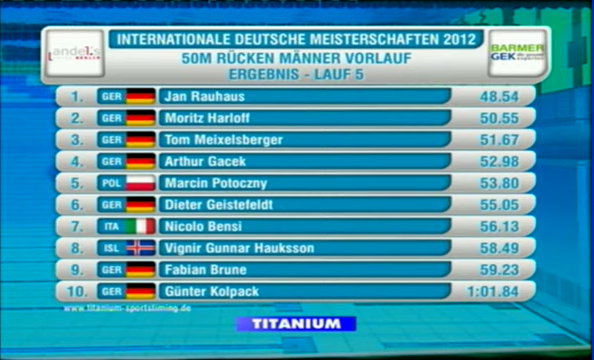 andel's
BERLIN
INTERNATIONALE DEUTSCHE MEISTERSCHAFTEN 2012
50M RÜCKEN MÄNNER VORLAUF
ERGEBNIS - LAUF 5
BARMER
GEK
1. GER Jan Rauhaus 48.54
2. GER Moritz Harloff 50.55
3. GER Tom Meixelsberger 51.67
4. GER Arthur Gacek 52.98
5. POL Marcin Potoczny 53.80
6. GER Dieter Geistefeldt 55.05
7. ITA Nicolo Bensi 56.13
8. ISL Vignir Gunnar Hauksson 58.49
9. GER Fabian Brune 59.23
10. GER Günter Kolpack 1:01.84
www.titanium-sportstiming.de
TITANIUM